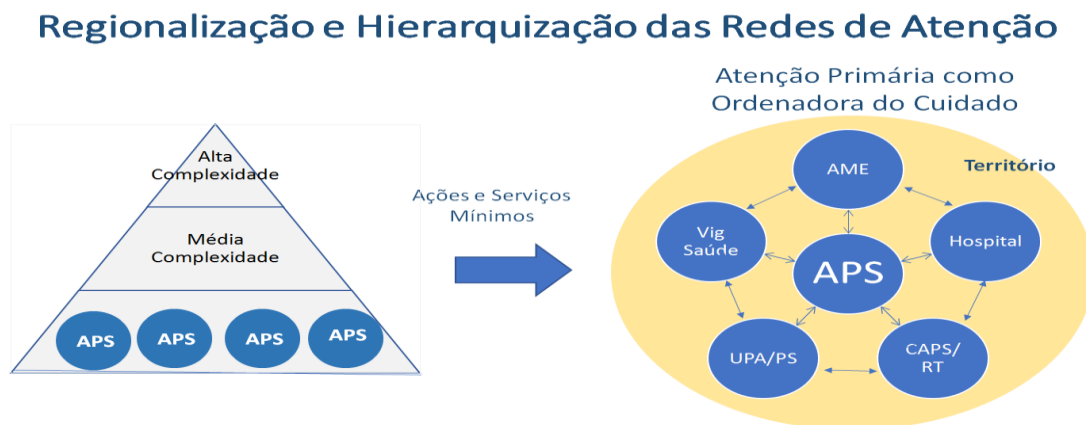 Regionalização e Hierarquização das Redes de Atenção
Alta
Complexidade
Média
Complexidade
APS
APS
APS
APS
Ações e Serviços
Mínimos
Atenção Primária como
Ordenadora do Cuidado
Território
AME
Vig
Saúde
Hospital
APS
UPA/PS
CAPS/
RT